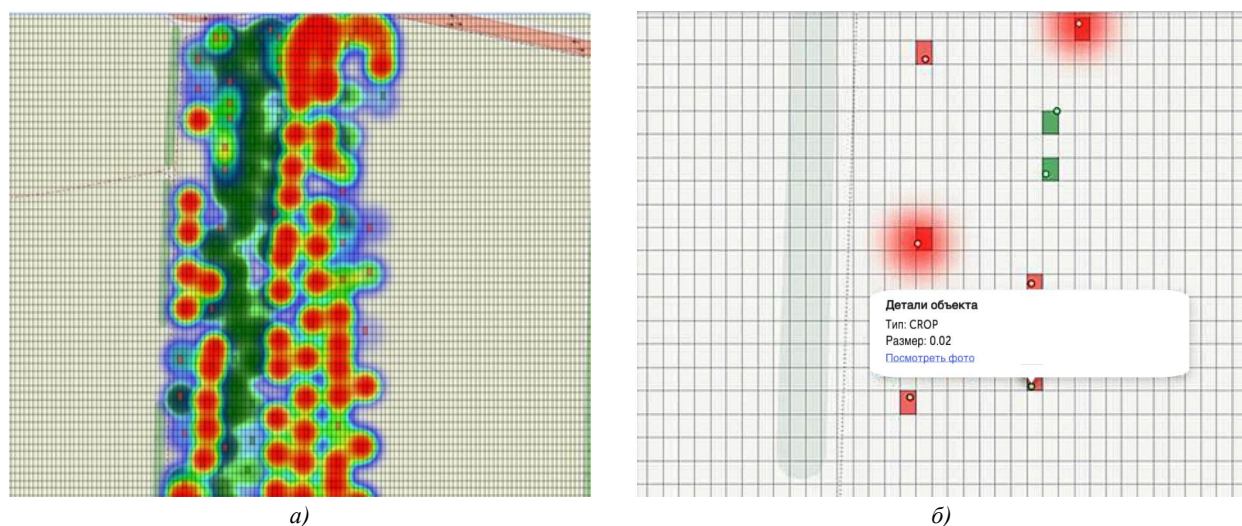 Детали объекта
Тип: CROP
Размер: 0.02
Посмотреть фото
а)
б)